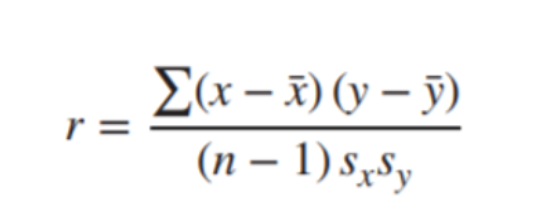 r = ∑(x − x̄) (y − ȳ) / (n − 1) sₓsᵧ